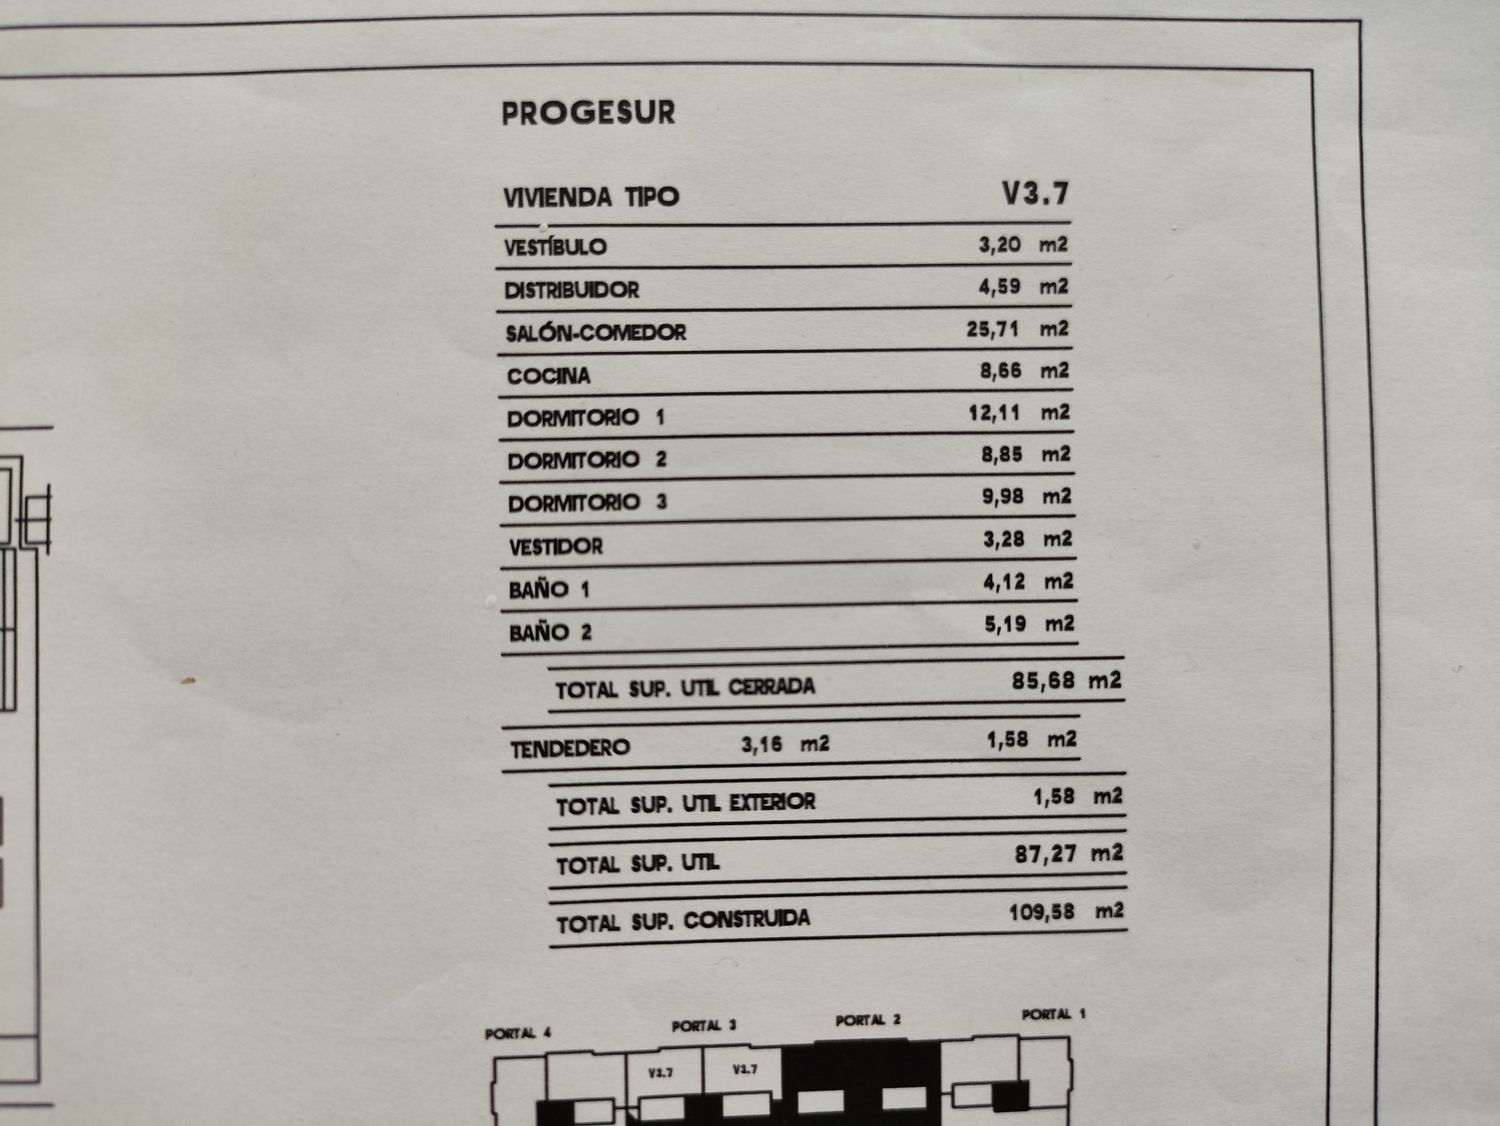 PROGESUR
VIVIENDA TIPO V3.7
VESTÍBULO 3,20 m2
DISTRIBUIDOR 4,59 m2
SALÓN-COMEDOR 25,71 m2
COCINA 8,66 m2
DORMITORIO 1 12,11 m2
DORMITORIO 2 8,85 m2
DORMITORIO 3 9,98 m2
VESTIDOR 3,28 m2
BAÑO 1 4,12 m2
BAÑO 2 5,19 m2
TOTAL SUP. UTIL CERRADA 85,68 m2
TENDEDERO 3,16 m2 1,58 m2
TOTAL SUP. UTIL EXTERIOR 1,58 m2
TOTAL SUP. UTIL 87,27 m2
TOTAL SUP. CONSTRUIDA 109,58 m2
PORTAL 4 PORTAL 3 PORTAL 2 PORTAL 1
V3.7 V3.7